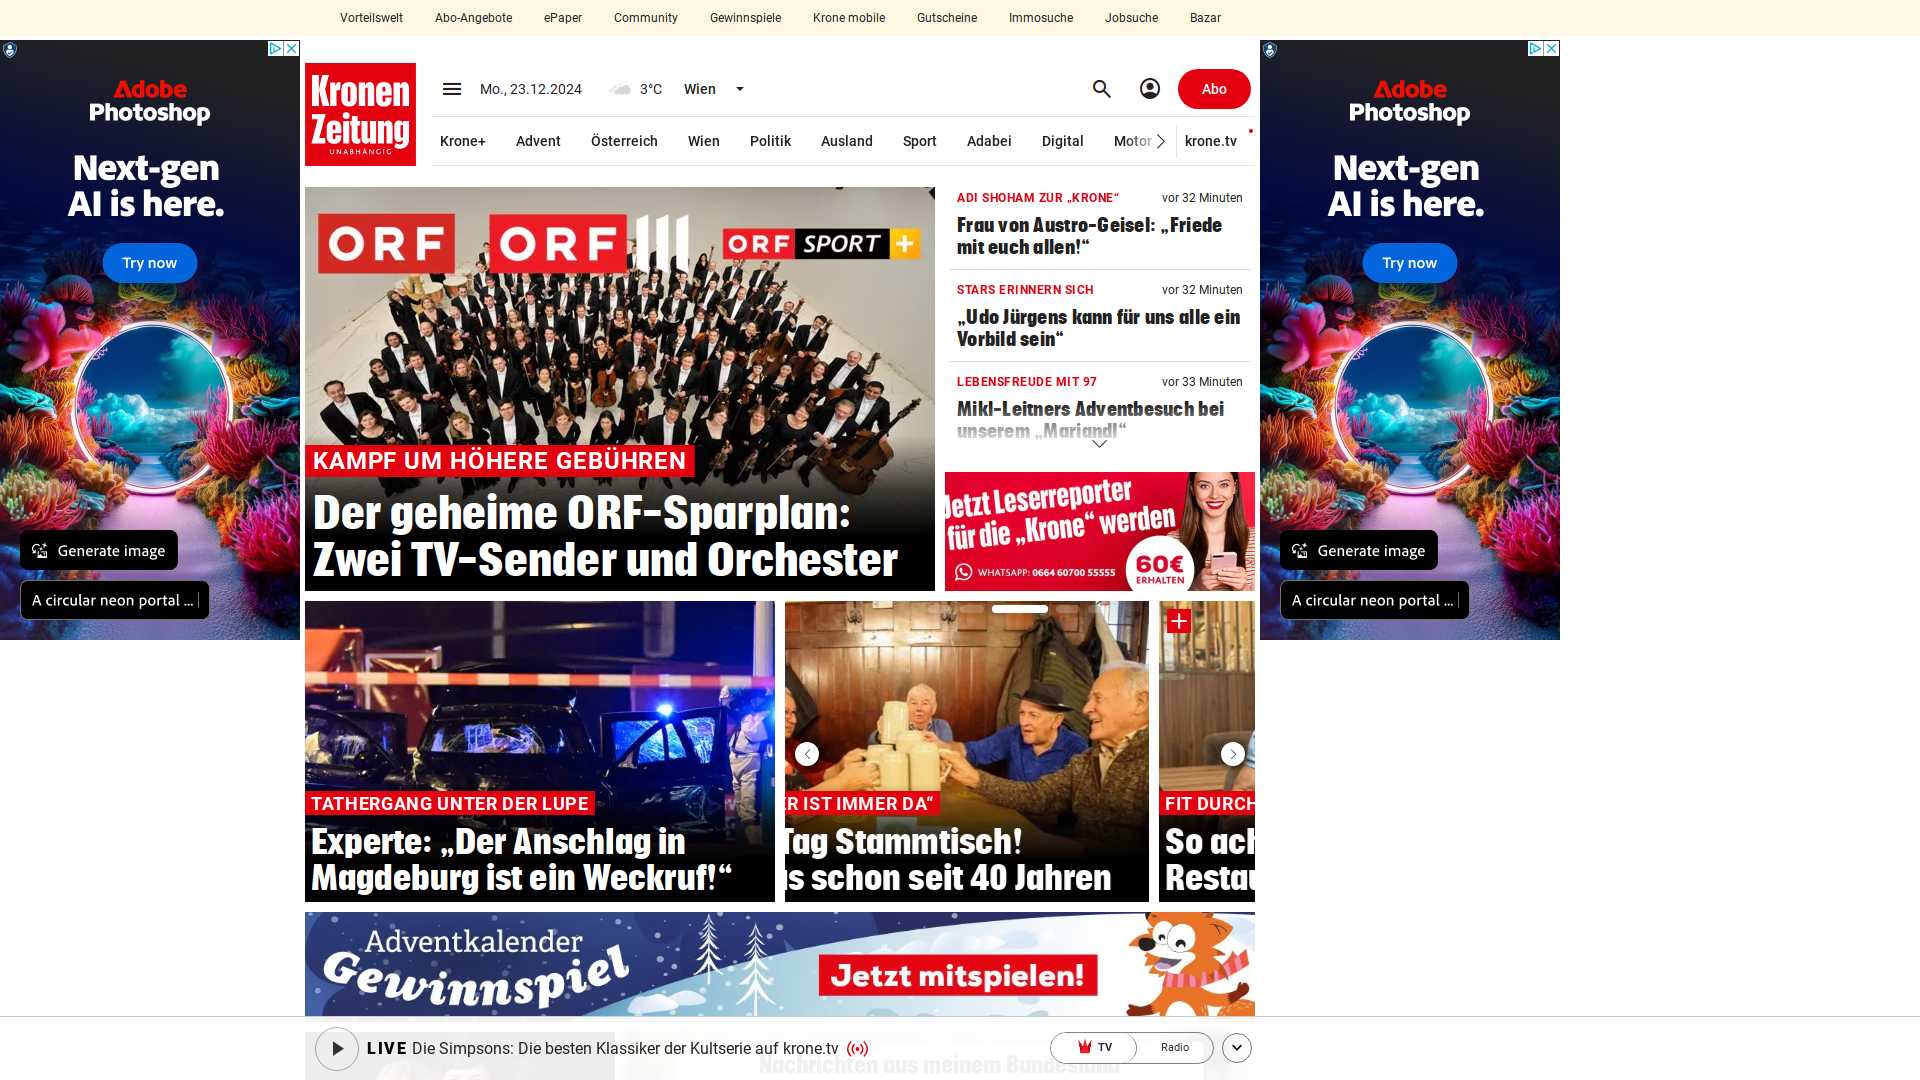 Vorteilswelt
Abo-Angebote
ePaper
Community
Gewinnspiele
Krone mobile
Gutscheine
Immosuche
Jobsuche
Bazar
Adobe
Photoshop
Next-gen
AI is here.
Try now
Generate image
A circular neon portal ...
Kronen
Zeitung
UNABHÄNGIG
Mo., 23.12.2024
3°C
Wien
Abo
Krone+
Advent
Österreich
Wien
Politik
Ausland
Sport
Adabei
Digital
Motor
krone.tv
ORF
ORF III
ORF SPORT +
KAMPF UM HÖHERE GEBÜHREN
Der geheime ORF-Sparplan:
Zwei TV-Sender und Orchester
ADI SHOHAM ZUR „KRONE“
vor 32 Minuten
Frau von Austro-Geisel: „Friede
mit euch allen!“
STARS ERINNERN SICH
vor 32 Minuten
„Udo Jürgens kann für uns alle ein
Vorbild sein“
LEBENSFREUDE MIT 97
vor 33 Minuten
Mikl-Leitners Adventbesuch bei
unserem „Mariandl“
Jetzt Leserreporter
für die „Krone“ werden
WHATSAPP: 0664 60700 55555
60€
ERHALTEN
TATHERGANG UNTER DER LUPE
Experte: „Der Anschlag in
Magdeburg ist ein Weckruf!“
ER IST IMMER DA“
Tag Stammtisch!
s schon seit 40 Jahren
FIT DURCH
So ach
Restau
Adventkalender
Gewinnspiel
Jetzt mitspielen!
LIVE Die Simpsons: Die besten Klassiker der Kultserie auf krone.tv
TV
Radio
Nachrichten aus meinem Bundesland
Adobe
Photoshop
Next-gen
AI is here.
Try now
Generate image
A circular neon portal ...